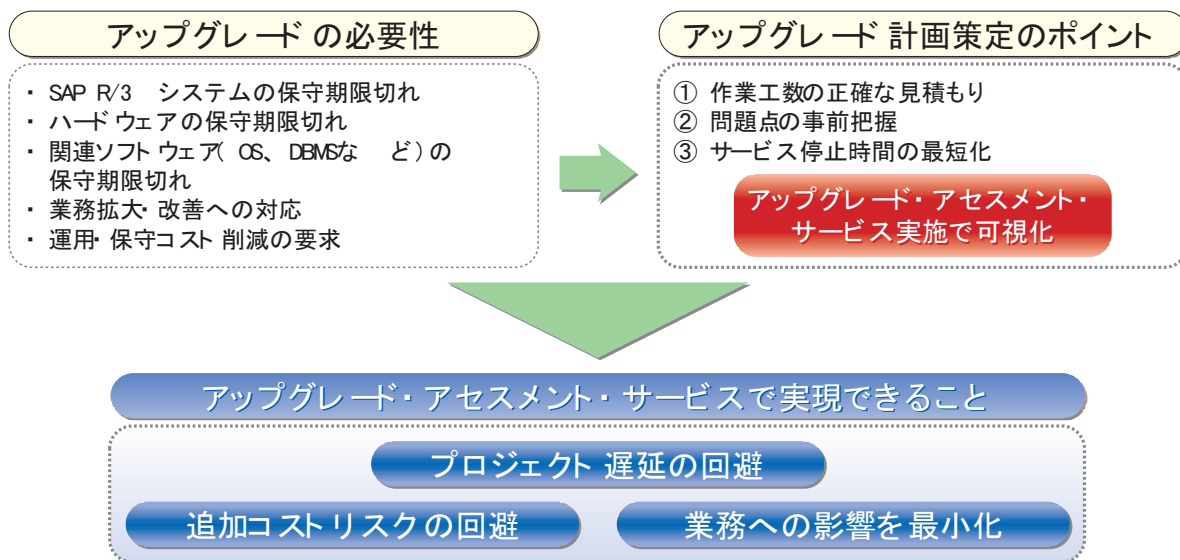 アップグレードの必要性
・ SAP R/3 システムの保守期限切れ
・ ハードウェアの保守期限切れ
・ 関連ソフトウェア(OS、DBMSなど)の
保守期限切れ
・ 業務拡大・改善への対応
・ 運用・保守コスト削減の要求
アップグレード計画策定のポイント
① 作業工数の正確な見積もり
② 問題点の事前把握
③ サービス停止時間の最短化
アップグレード・アセスメント・
サービス実施で可視化
アップグレード・アセスメント・サービスで実現できること
プロジェクト遅延の回避
追加コストリスクの回避
業務への影響を最小化